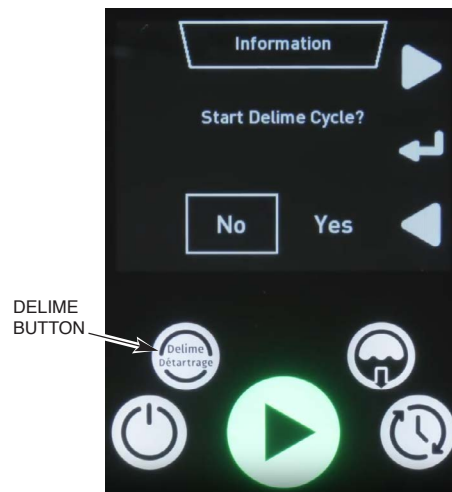 Information
Start Delime Cycle?
No Yes
DELIME
BUTTON
Delime
Détartrage